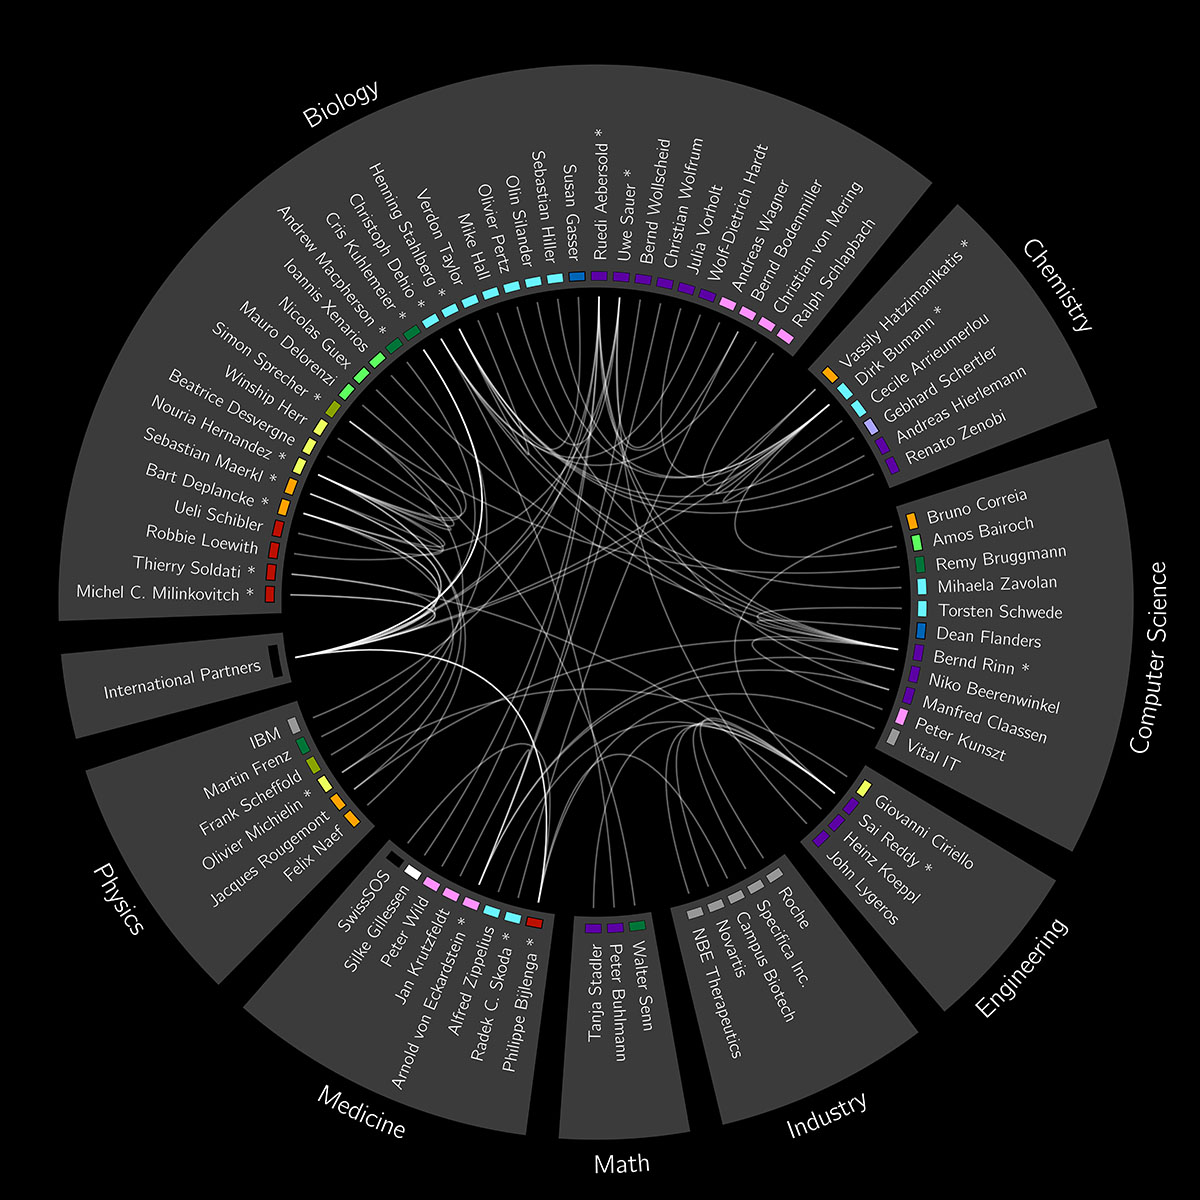 Biology
Michel C. Milinkovitch *
Thierry Soldati *
Robbie Loewith
Ueli Schibler
Bart Deplancke *
Sebastian Maerkl *
Nouria Hernandez *
Beatrice Desvergne
Winship Herr
Simon Sprecher *
Mauro Delorenzi
Nicolas Guex
Ioannis Xenarios
Andrew Macpherson *
Cris Kuhlemeier *
Christoph Dehio *
Henning Stahlberg *
Verdon Taylor
Mike Hall
Olivier Pertz
Olin Silander
Sebastian Hiller
Susan Gasser
Ruedi Aebersold *
Uwe Sauer *
Bernd Wollscheid
Christian Wolfrum
Julia Vorholt
Wolf-Dietrich Hardt
Andreas Wagner
Bernd Bodenmiller
Christian von Mering
Ralph Schlapbach
Chemistry
Vassily Hatzimanikatis *
Dirk Bumann *
Cecile Arrieumerlou
Gebhard Schertler
Andreas Hierlemann
Renato Zenobi
Computer Science
Bruno Correia
Amos Bairoch
Remy Bruggmann
Mihaela Zavolan
Torsten Schwede
Dean Flanders
Bernd Rinn *
Niko Beerenwinkel
Manfred Claassen
Peter Kunszt
Vital IT
Engineering
Giovanni Ciriello
Sai Reddy *
Heinz Koeppl
John Lygeros
Industry
Roche
Specifica Inc.
Campus Biotech
Novartis
NBE Therapeutics
Math
Walter Senn
Peter Buhlmann
Tanja Stadler
Medicine
Philippe Bijlenga *
Radek C. Skoda *
Alfred Zippelius
Arnold von Eckardstein *
Jan Krutzfeldt
Peter Wild
Silke Gillessen
SwissSOS
Physics
Felix Naef
Jacques Rougemont
Olivier Michielin *
Frank Scheffold
Martin Frenz
IBM
International Partners